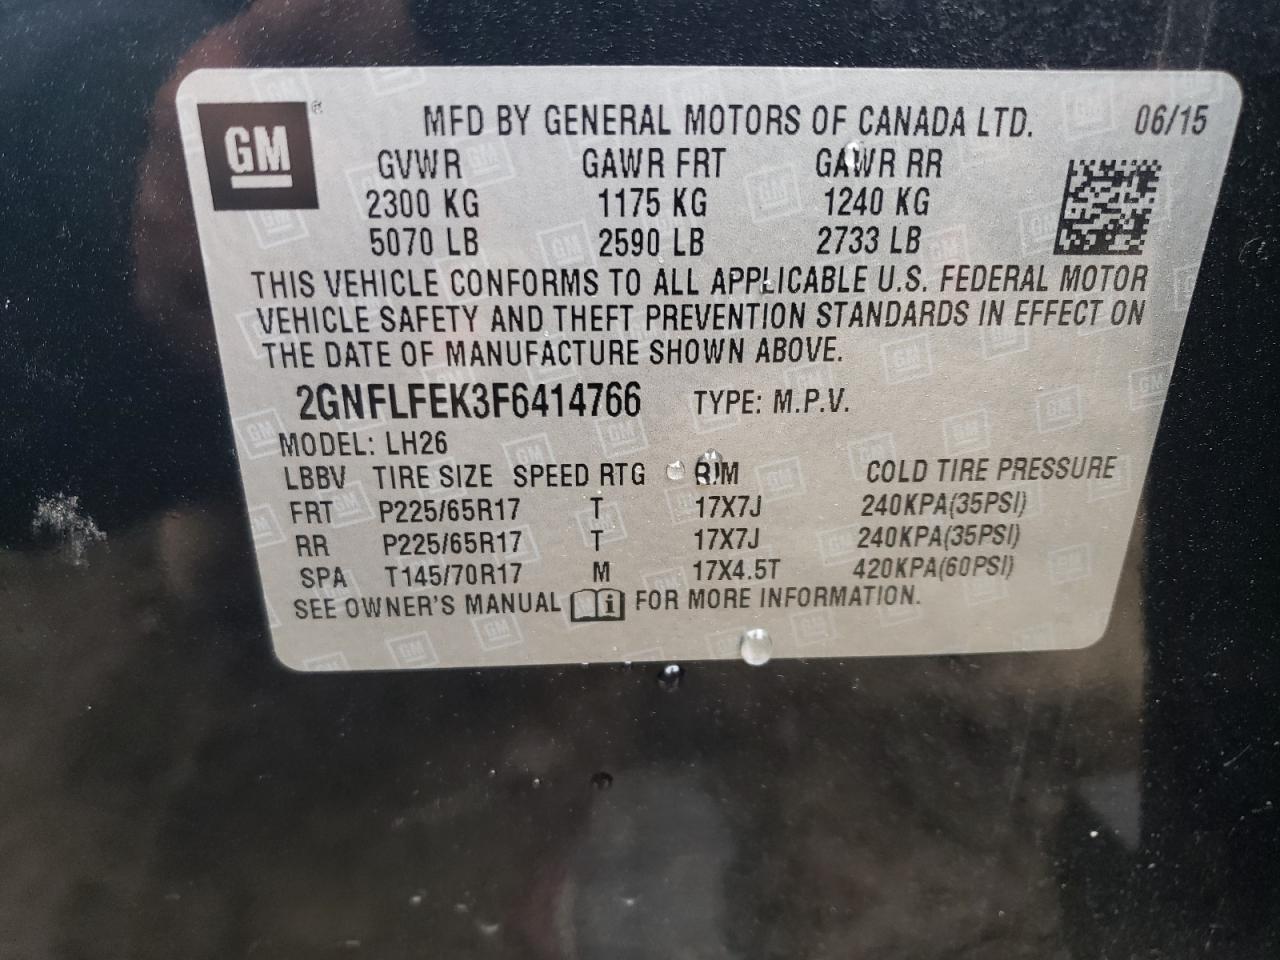 GM ®
MFD BY GENERAL MOTORS OF CANADA LTD. 06/15
GVWR GAWR FRT GAWR RR
2300 KG 1175 KG 1240 KG
5070 LB 2590 LB 2733 LB
THIS VEHICLE CONFORMS TO ALL APPLICABLE U.S. FEDERAL MOTOR
VEHICLE SAFETY AND THEFT PREVENTION STANDARDS IN EFFECT ON
THE DATE OF MANUFACTURE SHOWN ABOVE.
2GNFLFEK3F6414766 TYPE: M.P.V.
MODEL: LH26
LBBV TIRE SIZE SPEED RTG RIM COLD TIRE PRESSURE
FRT P225/65R17 T 17X7J 240KPA(35PSI)
RR P225/65R17 T 17X7J 240KPA(35PSI)
SPA T145/70R17 M 17X4.5T 420KPA(60PSI)
SEE OWNER'S MANUAL i FOR MORE INFORMATION.